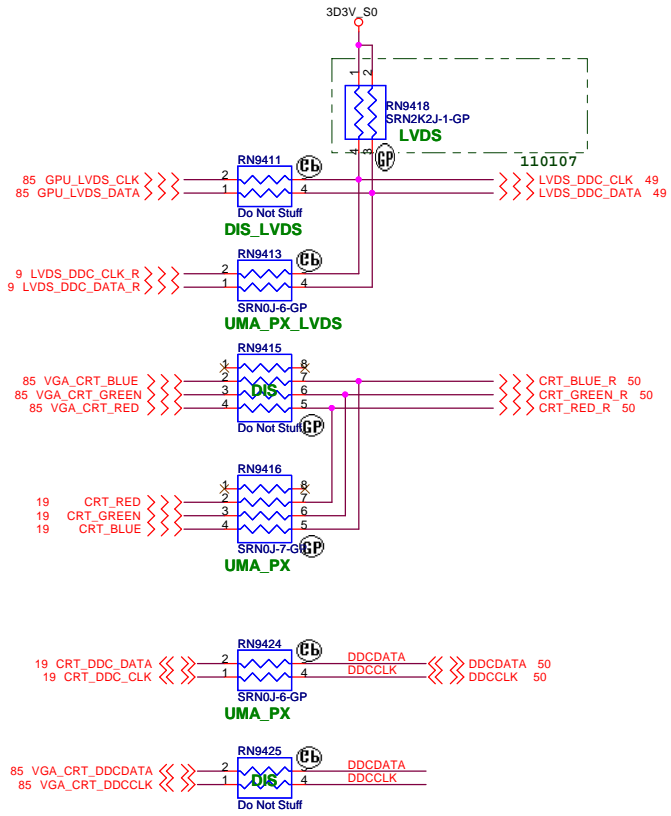 3D3V_S0
1 2
RN9418
SRN2K2J-1-GP
LVDS
4 3
GP
110107
RN9411
85 GPU_LVDS_CLK 2 LVDS_DDC_CLK 49
85 GPU_LVDS_DATA 1 4 LVDS_DDC_DATA 49
Do Not Stuff
DIS_LVDS
RN9413
9 LVDS_DDC_CLK_R 2
9 LVDS_DDC_DATA_R 1 4
SRN0J-6-GP
UMA_PX_LVDS
RN9415
1 8
85 VGA_CRT_BLUE 2 7 CRT_BLUE_R 50
85 VGA_CRT_GREEN 3 DIS 6 CRT_GREEN_R 50
85 VGA_CRT_RED 4 5 CRT_RED_R 50
Do Not Stuff GP
RN9416
1 8
19 CRT_RED 2 7
19 CRT_GREEN 3 6
19 CRT_BLUE 4 5
SRN0J-7-GP GP
UMA_PX
RN9424
19 CRT_DDC_DATA 2 DDCDATA DDCDATA 50
19 CRT_DDC_CLK 1 4 DDCCLK DDCCLK 50
SRN0J-6-GP
UMA_PX
RN9425
85 VGA_CRT_DDCDATA 2 DDCDATA
85 VGA_CRT_DDCCLK 1 DIS 4 DDCCLK
Do Not Stuff